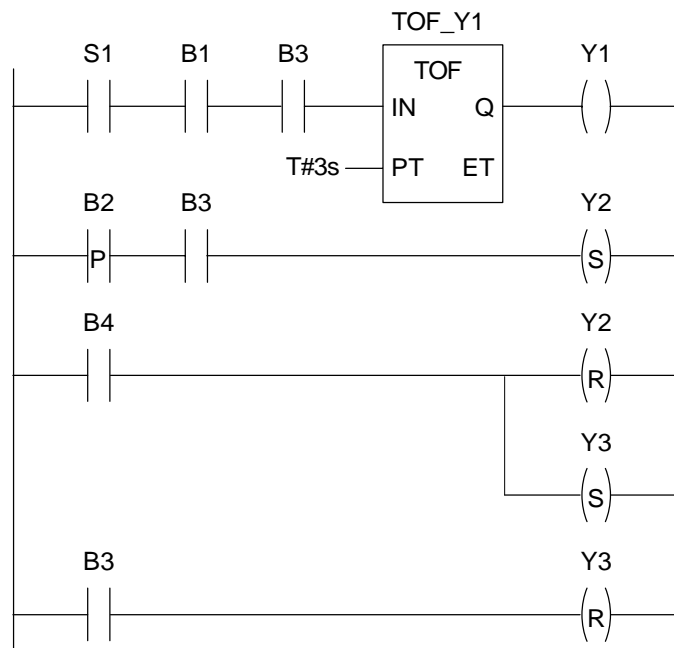 TOF_Y1
S1 B1 B3 TOF Y1
IN Q
T#3s PT ET
B2 B3 Y2
P S
B4 Y2
R
Y3
S
B3 Y3
R